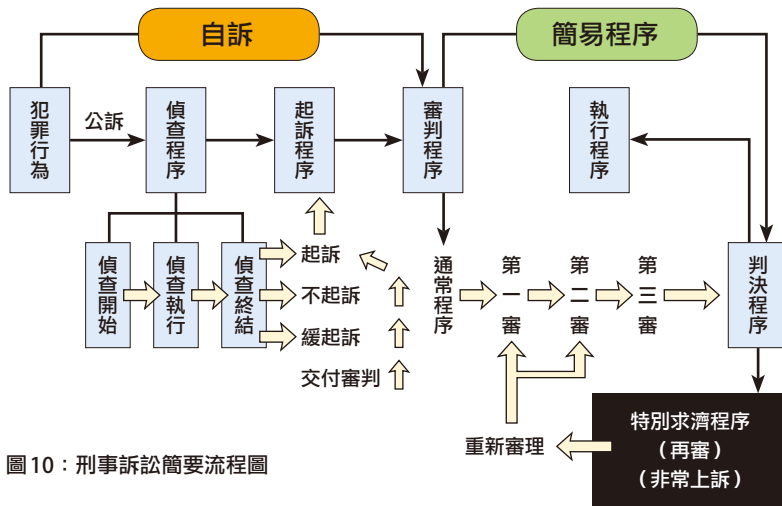 自訴
簡易程序
犯罪行為
公訴
偵查程序
起訴程序
審判程序
執行程序
偵查開始
偵查執行
偵查終結
起訴
不起訴
緩起訴
交付審判
通常程序
第一審
第二審
第三審
判決程序
重新審理
特別求濟程序
（再審）
（非常上訴）
圖10：刑事訴訟簡要流程圖